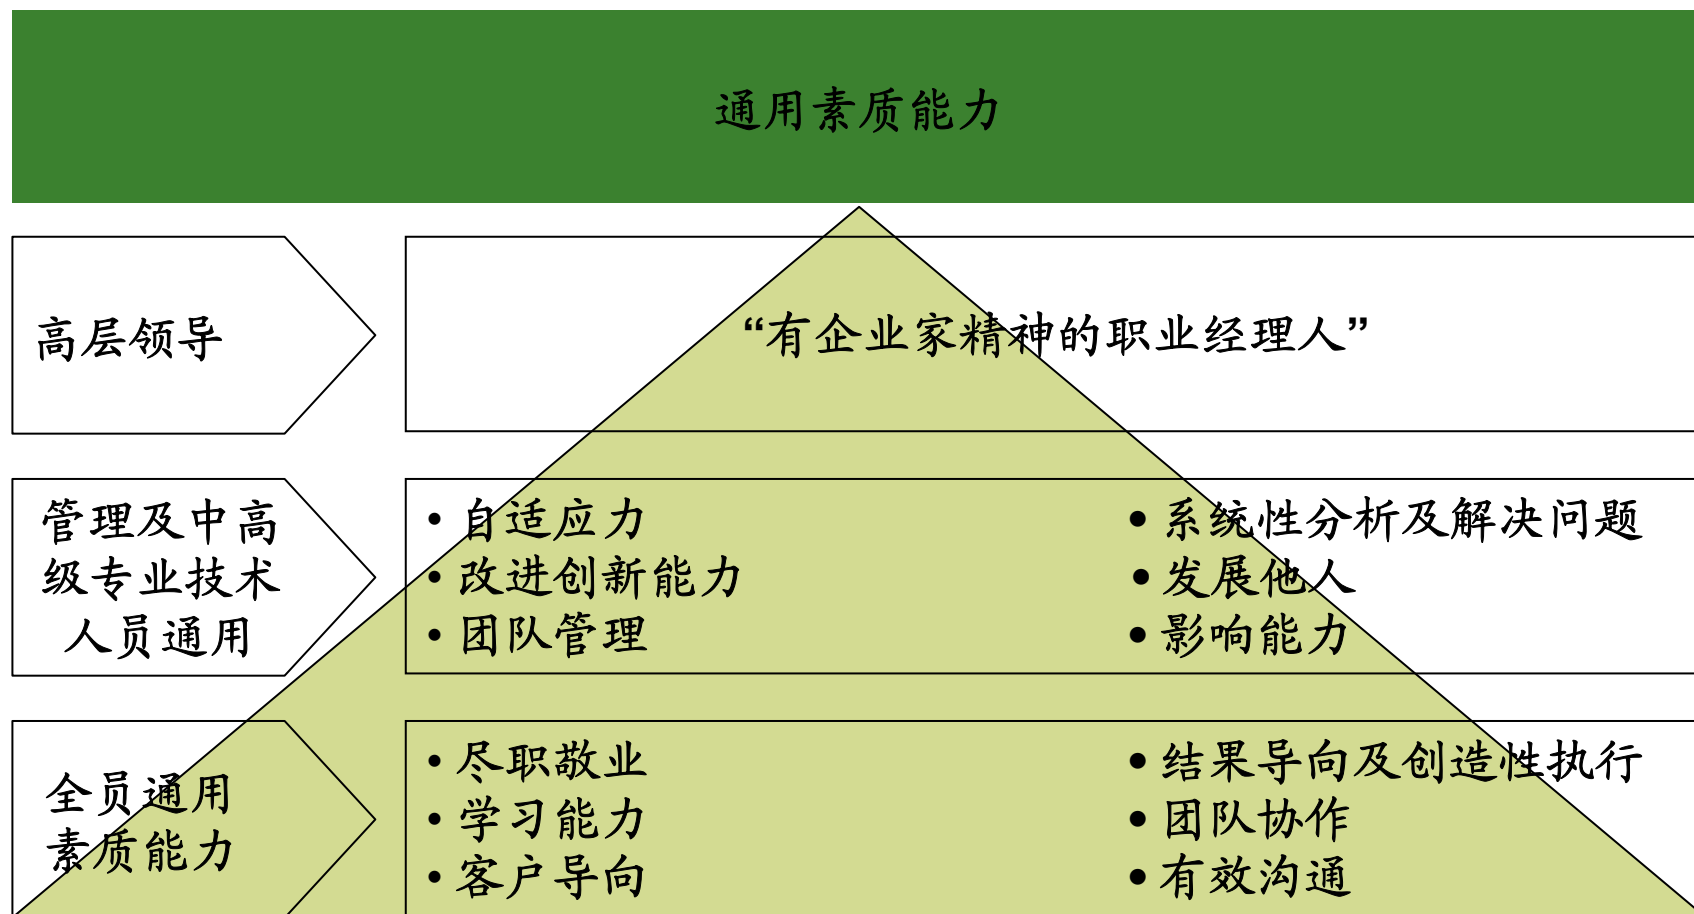 通用素质能力
高层领导
“有企业家精神的职业经理人”
管理及中高
级专业技术
人员通用
• 自适应力
• 改进创新能力
• 团队管理
• 系统性分析及解决问题
• 发展他人
• 影响能力
全员通用
素质能力
• 尽职敬业
• 学习能力
• 客户导向
• 结果导向及创造性执行
• 团队协作
• 有效沟通